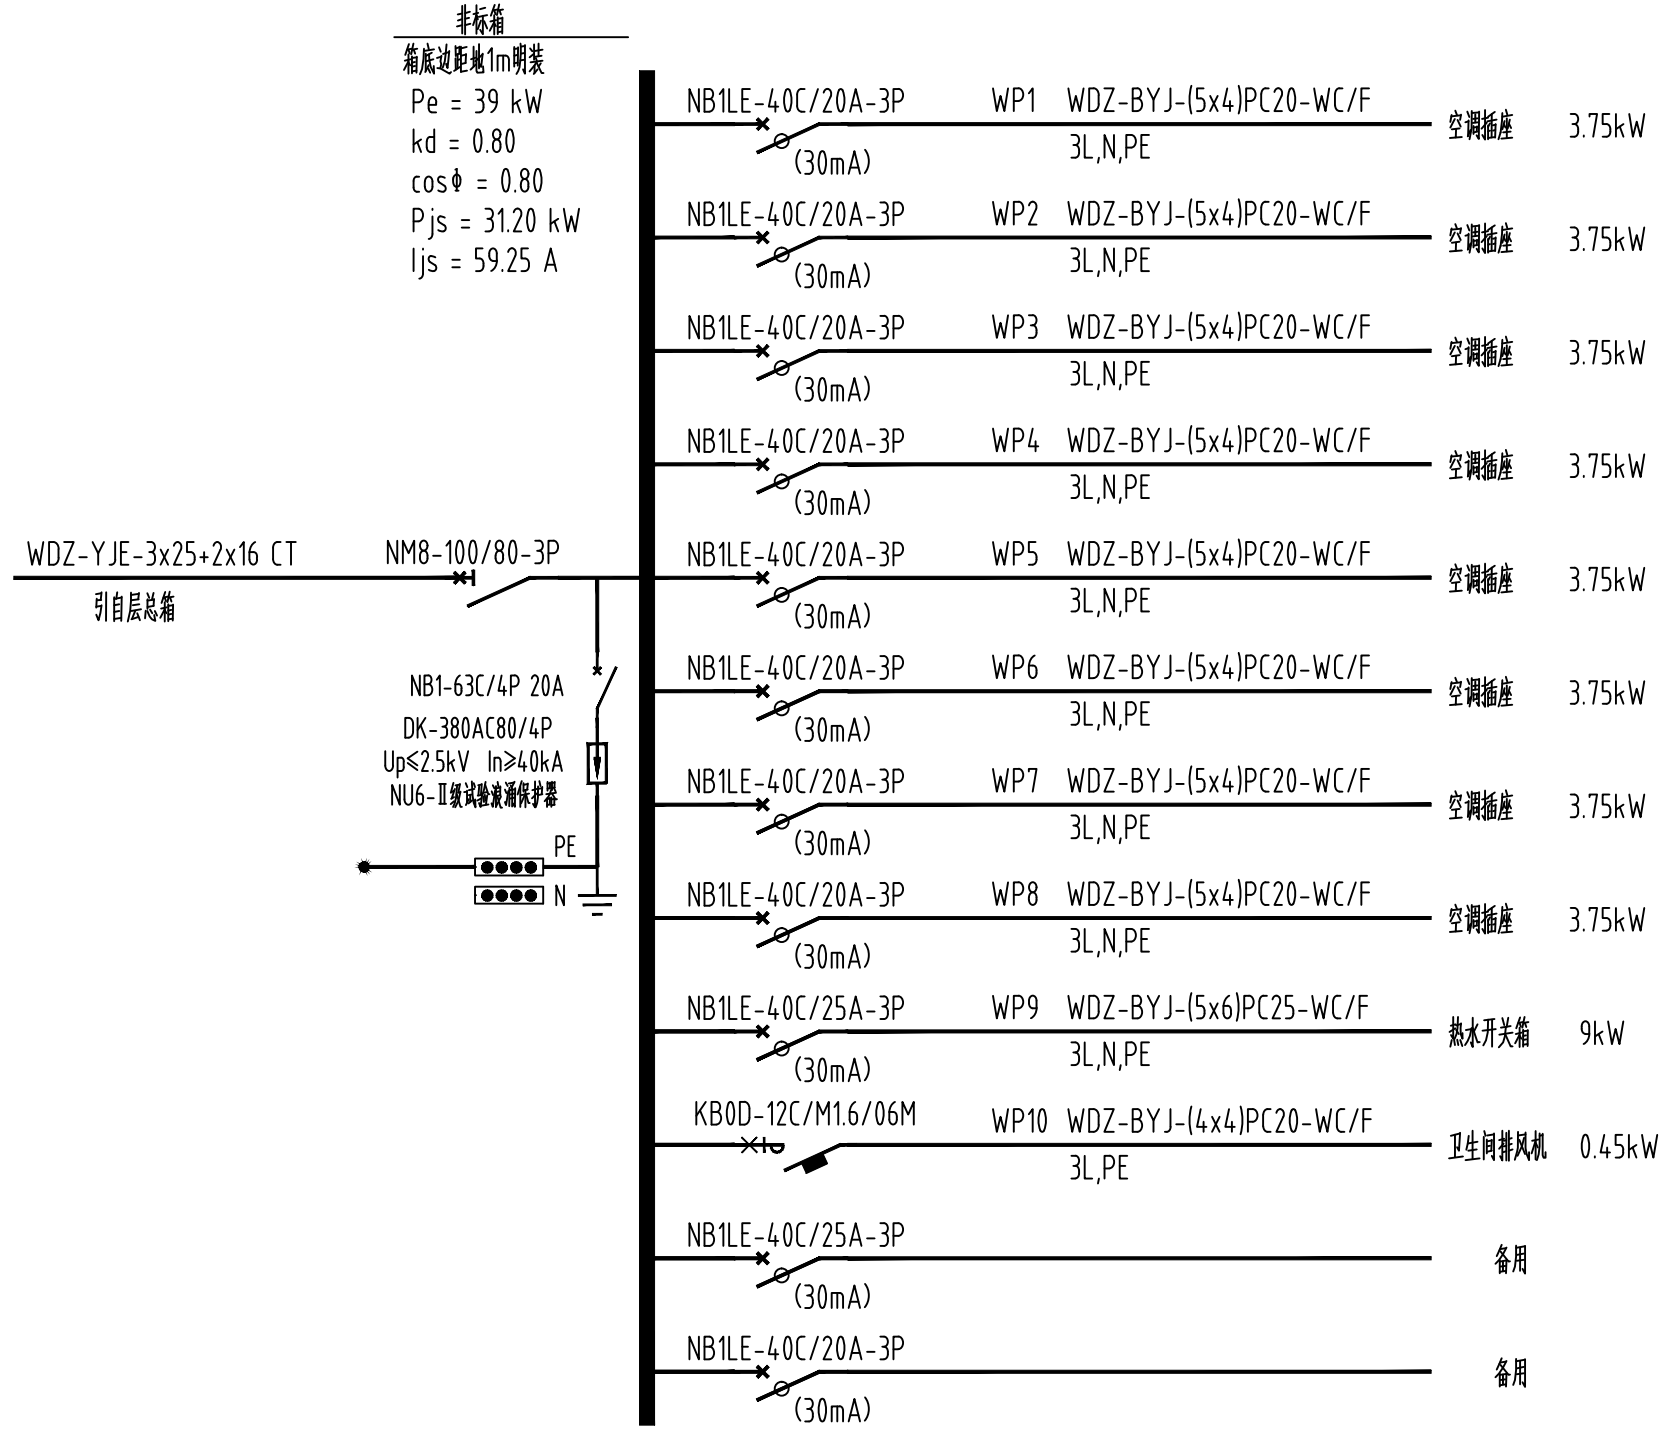 非标箱
箱底边距地1m明装
Pe = 39 kW
kd = 0.80
cosΦ = 0.80
Pjs = 31.20 kW
Ijs = 59.25 A
WDZ-YJE-3x25+2x16 CT
引自层总箱
NM8-100/80-3P
NB1-63C/4P 20A
DK-380AC80/4P
Up≤2.5kV In≥40kA
NU6-Ⅱ级试验浪涌保护器
PE
N
NB1LE-40C/20A-3P WP1 WDZ-BYJ-(5x4)PC20-WC/F
空调插座 3.75kW
(30mA) 3L,N,PE
NB1LE-40C/20A-3P WP2 WDZ-BYJ-(5x4)PC20-WC/F
空调插座 3.75kW
(30mA) 3L,N,PE
NB1LE-40C/20A-3P WP3 WDZ-BYJ-(5x4)PC20-WC/F
空调插座 3.75kW
(30mA) 3L,N,PE
NB1LE-40C/20A-3P WP4 WDZ-BYJ-(5x4)PC20-WC/F
空调插座 3.75kW
(30mA) 3L,N,PE
NB1LE-40C/20A-3P WP5 WDZ-BYJ-(5x4)PC20-WC/F
空调插座 3.75kW
(30mA) 3L,N,PE
NB1LE-40C/20A-3P WP6 WDZ-BYJ-(5x4)PC20-WC/F
空调插座 3.75kW
(30mA) 3L,N,PE
NB1LE-40C/20A-3P WP7 WDZ-BYJ-(5x4)PC20-WC/F
空调插座 3.75kW
(30mA) 3L,N,PE
NB1LE-40C/20A-3P WP8 WDZ-BYJ-(5x4)PC20-WC/F
空调插座 3.75kW
(30mA) 3L,N,PE
NB1LE-40C/25A-3P WP9 WDZ-BYJ-(5x6)PC25-WC/F
热水开关箱 9kW
(30mA) 3L,N,PE
KB0D-12C/M1.6/06M WP10 WDZ-BYJ-(4x4)PC20-WC/F
卫生间排风机 0.45kW
3L,PE
NB1LE-40C/25A-3P
备用
(30mA)
NB1LE-40C/20A-3P
备用
(30mA)